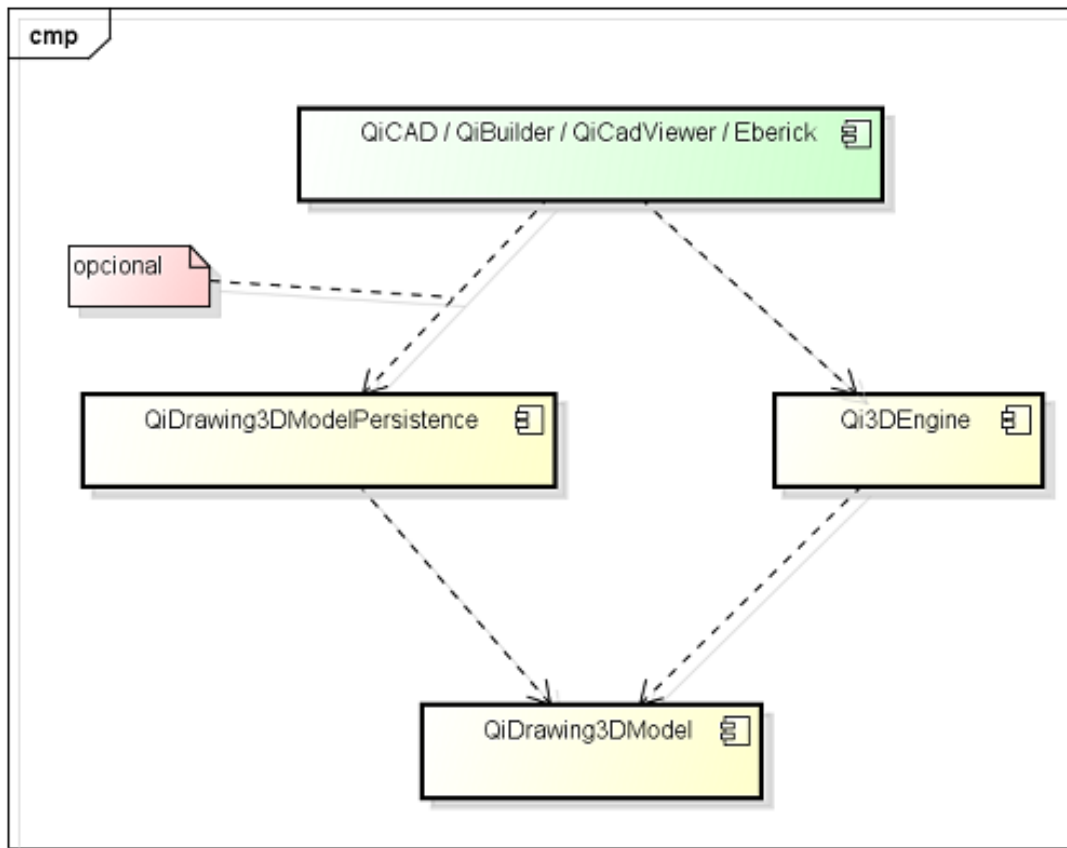 cmp
QiCAD / QiBuilder / QiCadViewer / Eberick
opcional
QiDrawing3DModelPersistence
Qi3DEngine
QiDrawing3DModel